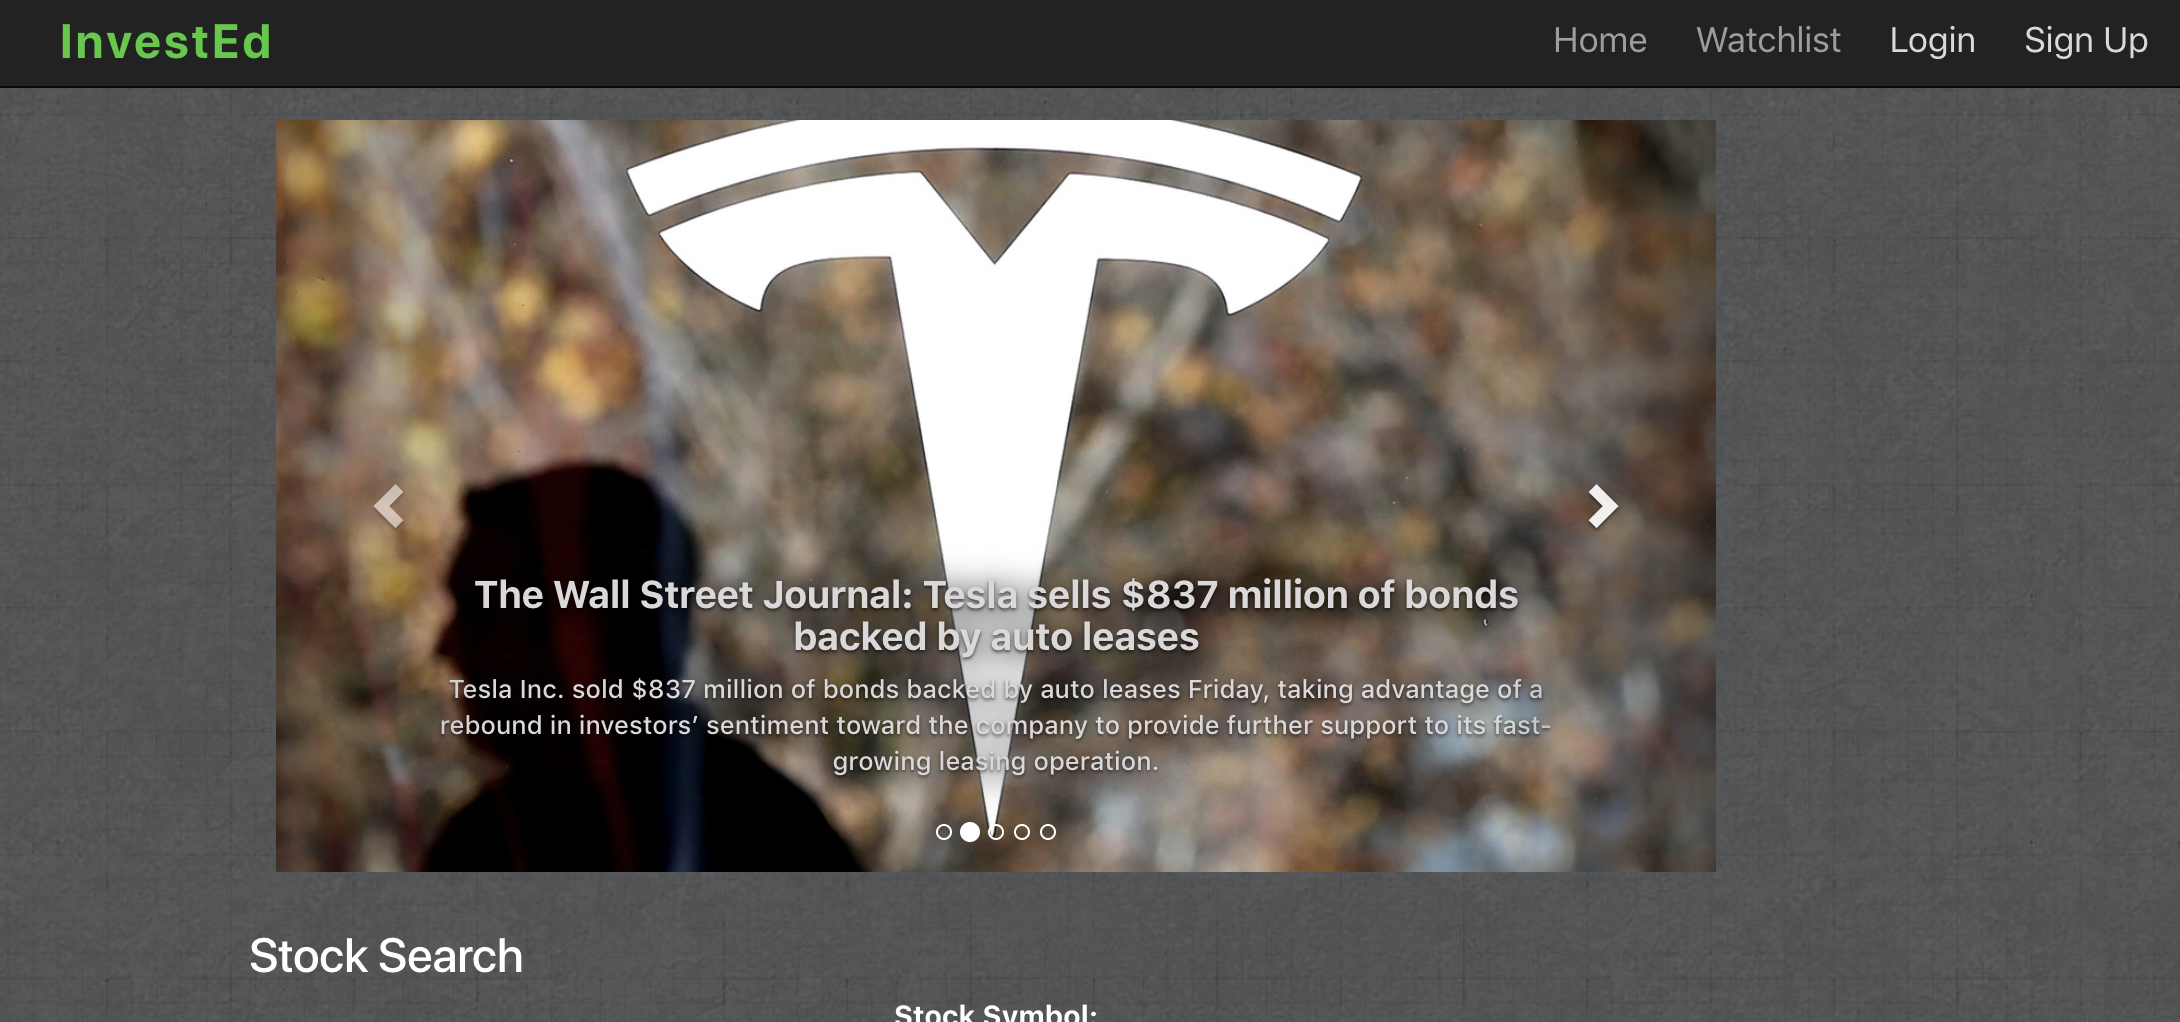 InvestEd
Home Watchlist Login Sign Up
The Wall Street Journal: Tesla sells $837 million of bonds
backed by auto leases
Tesla Inc. sold $837 million of bonds backed by auto leases Friday, taking advantage of a
rebound in investors’ sentiment toward the company to provide further support to its fast-
growing leasing operation.
Stock Search
Stock Symbol: